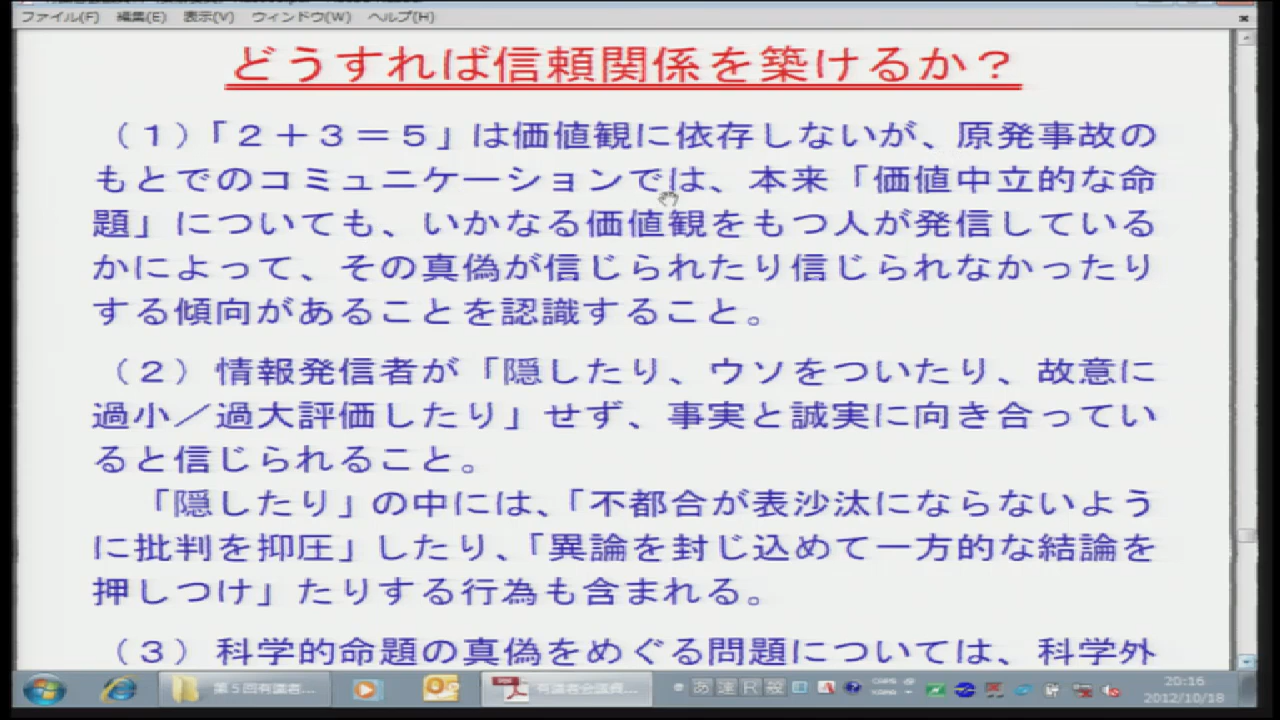 ファイル(F) 編集(E) 表示(V) ウィンドウ(W) ヘルプ(H)
どうすれば信頼関係を築けるか？
（１）「２＋３＝５」は価値観に依存しないが、原発事故の
もとでのコミュニケーションでは、本来「価値中立的な命
題」についても、いかなる価値観をもつ人が発信している
かによって、その真偽が信じられたり信じられなかったり
する傾向があることを認識すること。
（２）情報発信者が「隠したり、ウソをついたり、故意に
過小／過大評価したり」せず、事実と誠実に向き合ってい
ると信じられること。
「隠したり」の中には、「不都合が表沙汰にならないよう
に批判を抑圧」したり、「異論を封じ込めて一方的な結論を
押しつけ」たりする行為も含まれる。
（３）科学的命題の真偽をめぐる問題については、科学外
第５回有識者... 有識者会議資... あ 連 R 漢 20:16
2012/10/18